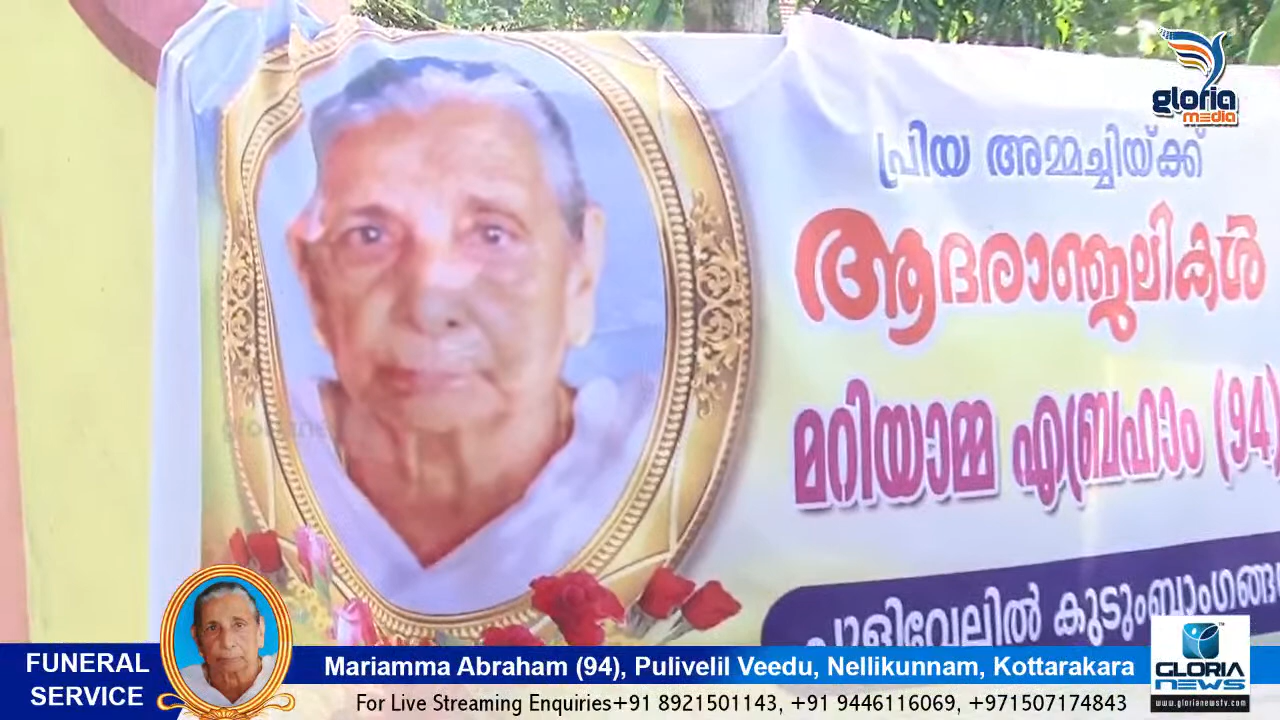 gloria
media
പ്രിയ അമ്മച്ചിയ്ക്ക്
ആദരാഞ്ജലികൾ
മറിയാമ്മ എബ്രഹാം (94)
പുളിവേലിൽ കുടുംബാംഗങ്ങ
FUNERAL
SERVICE
Mariamma Abraham (94), Pulivelil Veedu, Nellikunnam, Kottarakara
For Live Streaming Enquiries+91 8921501143, +91 9446116069, +971507174843
GLORIA
NEWS
www.glorianewstv.com